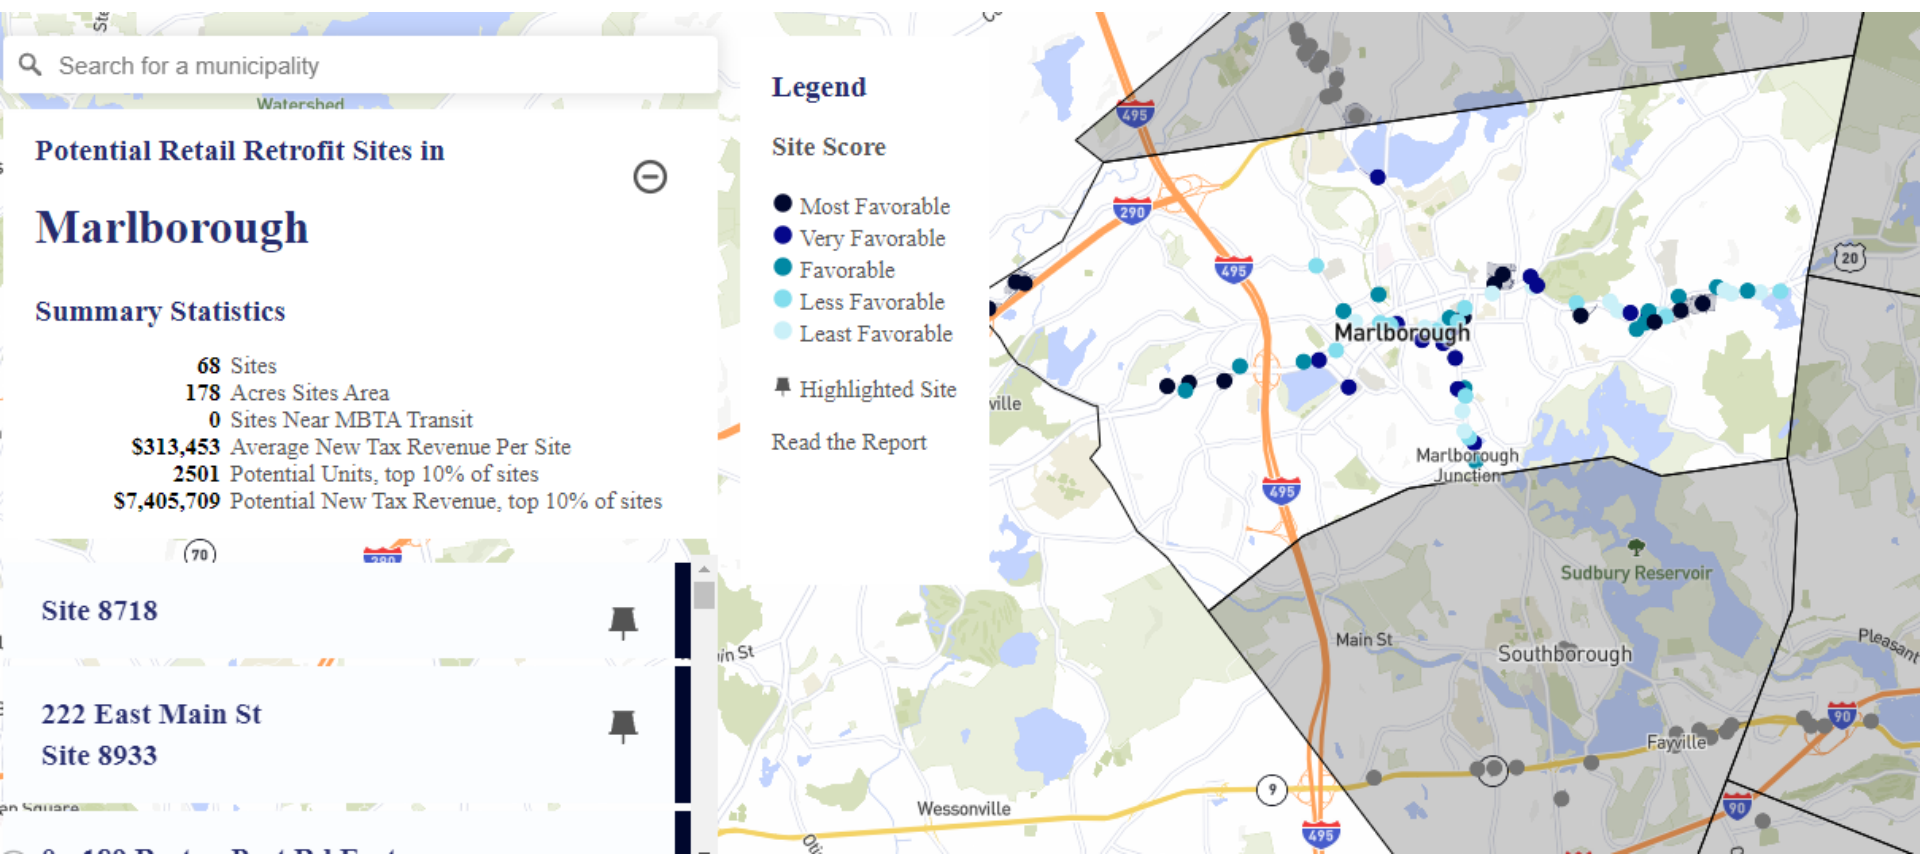 Search for a municipality
Watershed
Potential Retail Retrofit Sites in
Marlborough
Summary Statistics
68 Sites
178 Acres Sites Area
0 Sites Near MBTA Transit
$313,453 Average New Tax Revenue Per Site
2501 Potential Units, top 10% of sites
$7,405,709 Potential New Tax Revenue, top 10% of sites
70
290
Site 8718
222 East Main St
Site 8933
Legend
Site Score
Most Favorable
Very Favorable
Favorable
Less Favorable
Least Favorable
Highlighted Site
Read the Report
495
290
495
20
Marlborough
ville
Marlborough
Junction
495
Sudbury Reservoir
Main St
Southborough
Pleasant
in St
90
Fayville
9
Wessonville
90
495